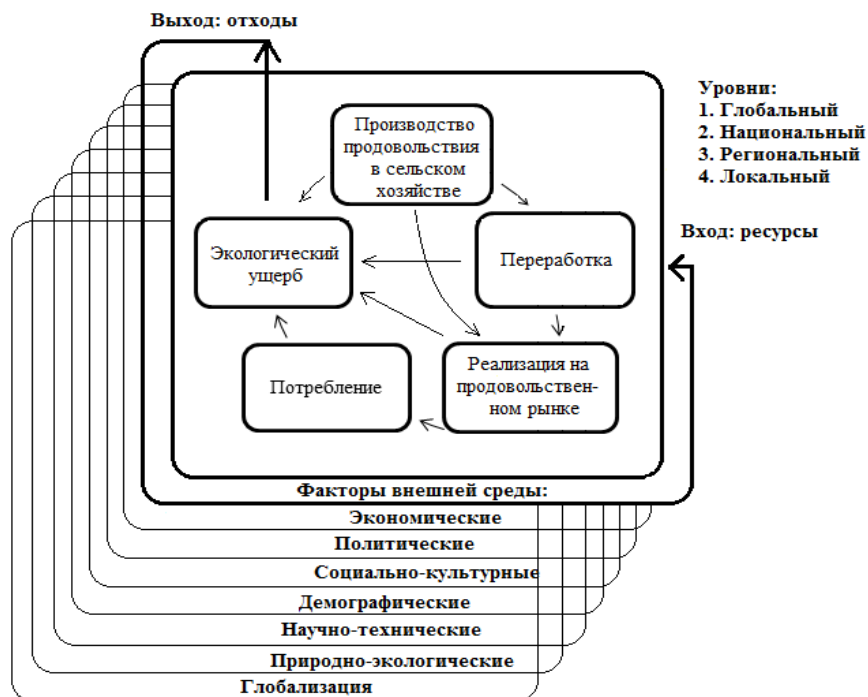 Выход: отходы
Уровни:
1. Глобальный
2. Национальный
3. Региональный
4. Локальный
Производство
продовольствия
в сельском
хозяйстве
Вход: ресурсы
Экологический
ущерб
Переработка
Потребление
Реализация на
продовольствен-
ном рынке
Факторы внешней среды:
Экономические
Политические
Социально-культурные
Демографические
Научно-технические
Природно-экологические
Глобализация